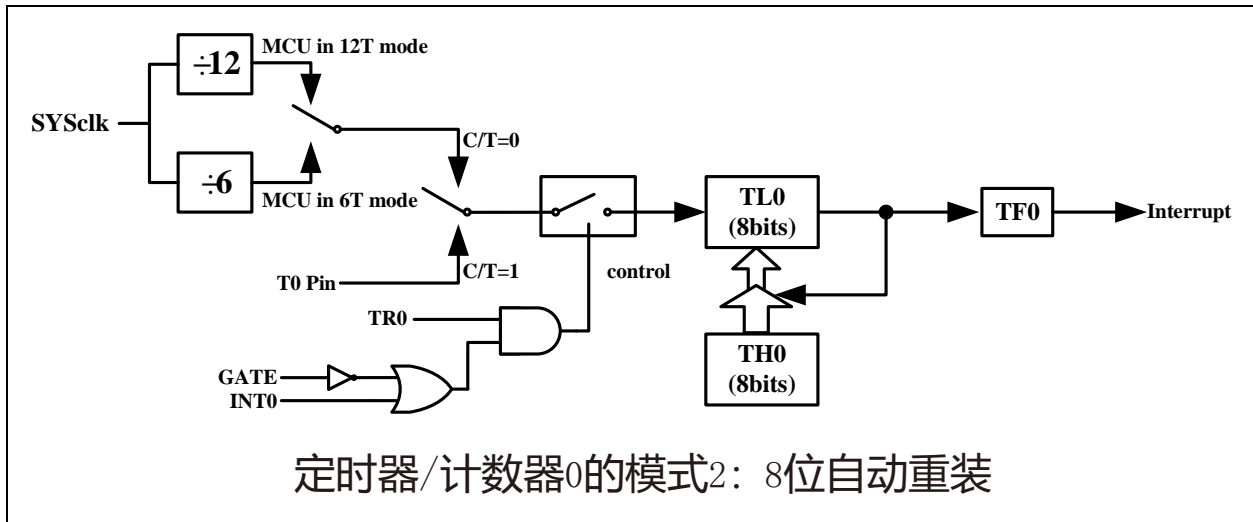 ÷12
MCU in 12T mode
SYSclk
÷6
MCU in 6T mode
C/T=0
C/T=1
T0 Pin
control
TL0
(8bits)
TF0
Interrupt
TR0
TH0
(8bits)
GATE
INT0
定时器/计数器0的模式2：8位自动重装